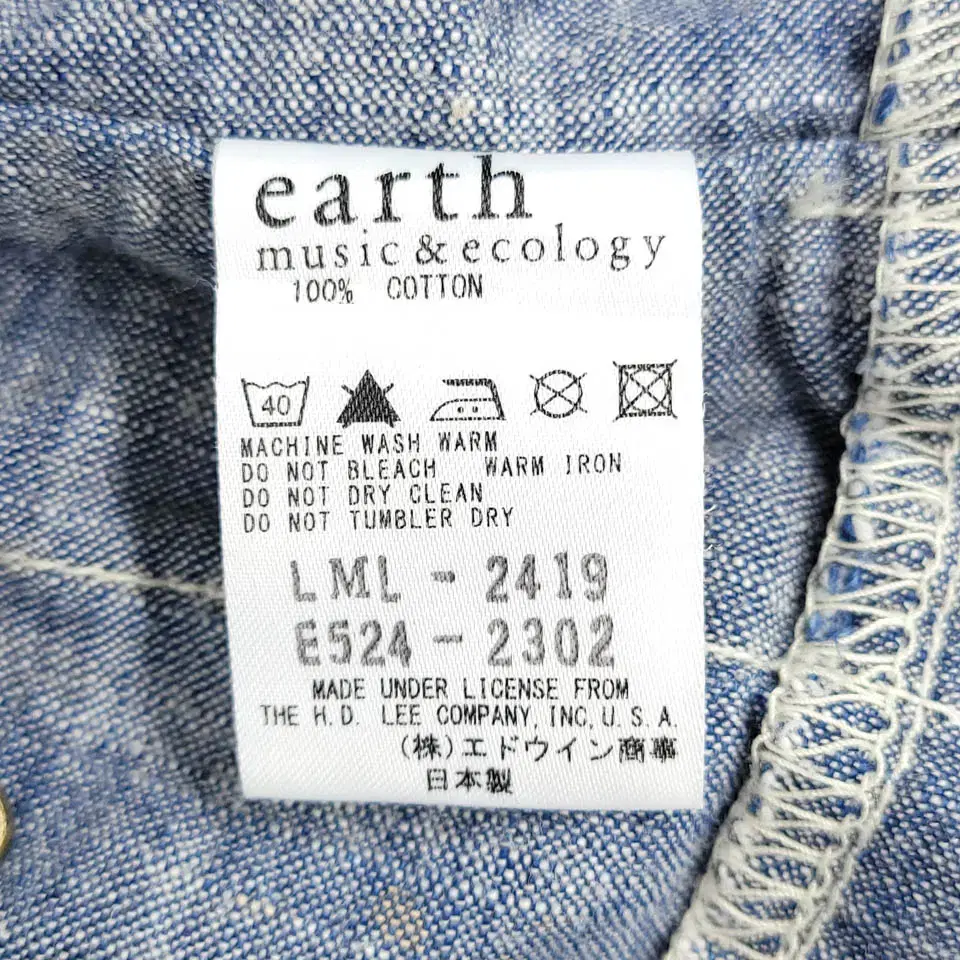 earth
music & ecology
100% COTTON
40
MACHINE WASH WARM
DO NOT BLEACH WARM IRON
DO NOT DRY CLEAN
DO NOT TUMBLER DRY
LML - 2419
E524 - 2302
MADE UNDER LICENSE FROM
THE H.D. LEE COMPANY, INC, U.S.A.
(株)エドウイン商事
日本製